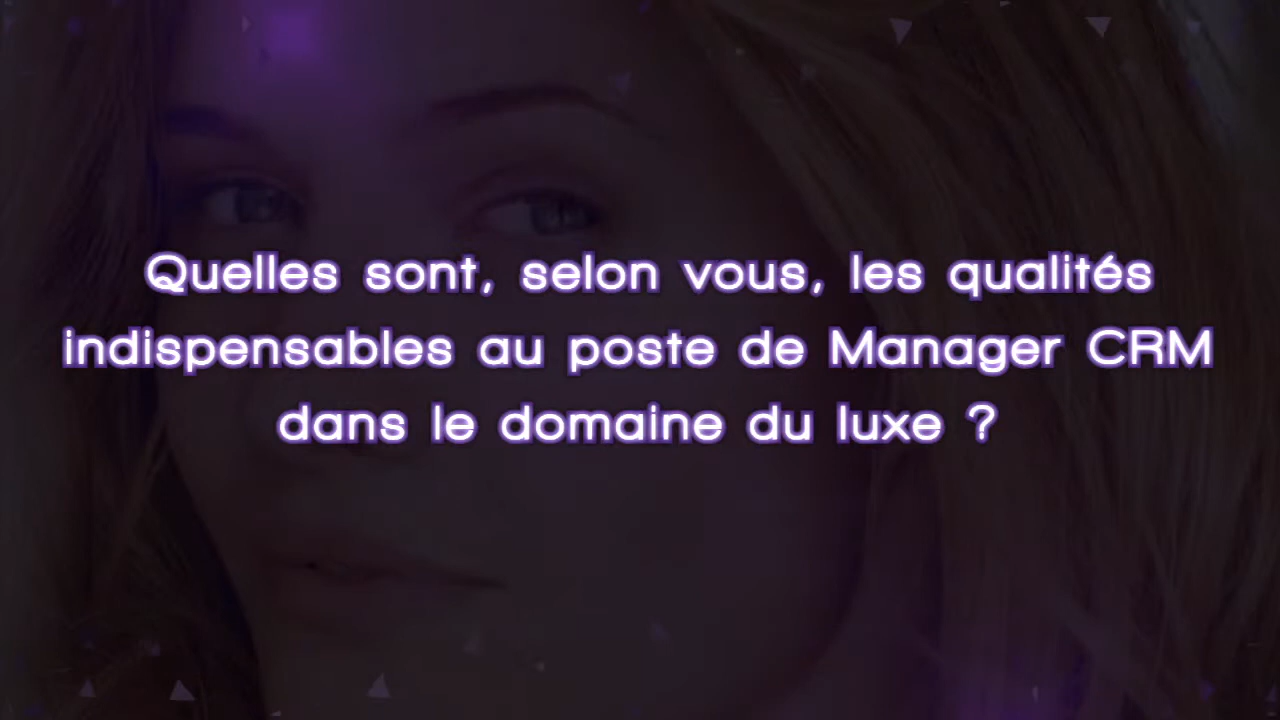 Quelles sont, selon vous, les qualités
indispensables au poste de Manager CRM
dans le domaine du luxe ?